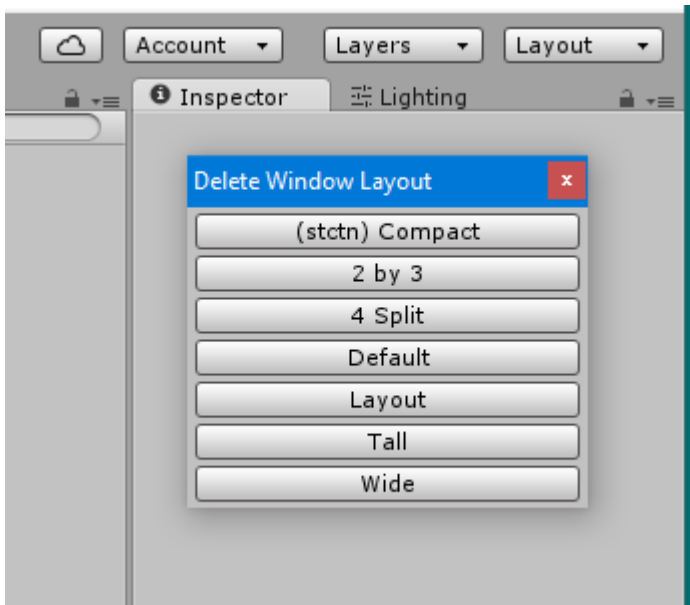 Account Layers Layout
Inspector Lighting
Delete Window Layout x
(stctn) Compact
2 by 3
4 Split
Default
Layout
Tall
Wide